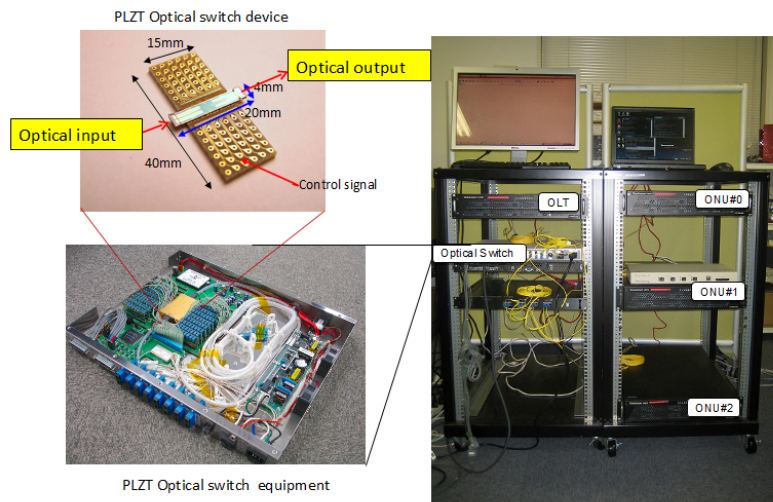 PLZT Optical switch device
15mm
Optical output
4mm
20mm
Optical input
40mm
Control signal
OLT
ONU#0
Optical Switch
ONU#1
ONU#2
PLZT Optical switch equipment